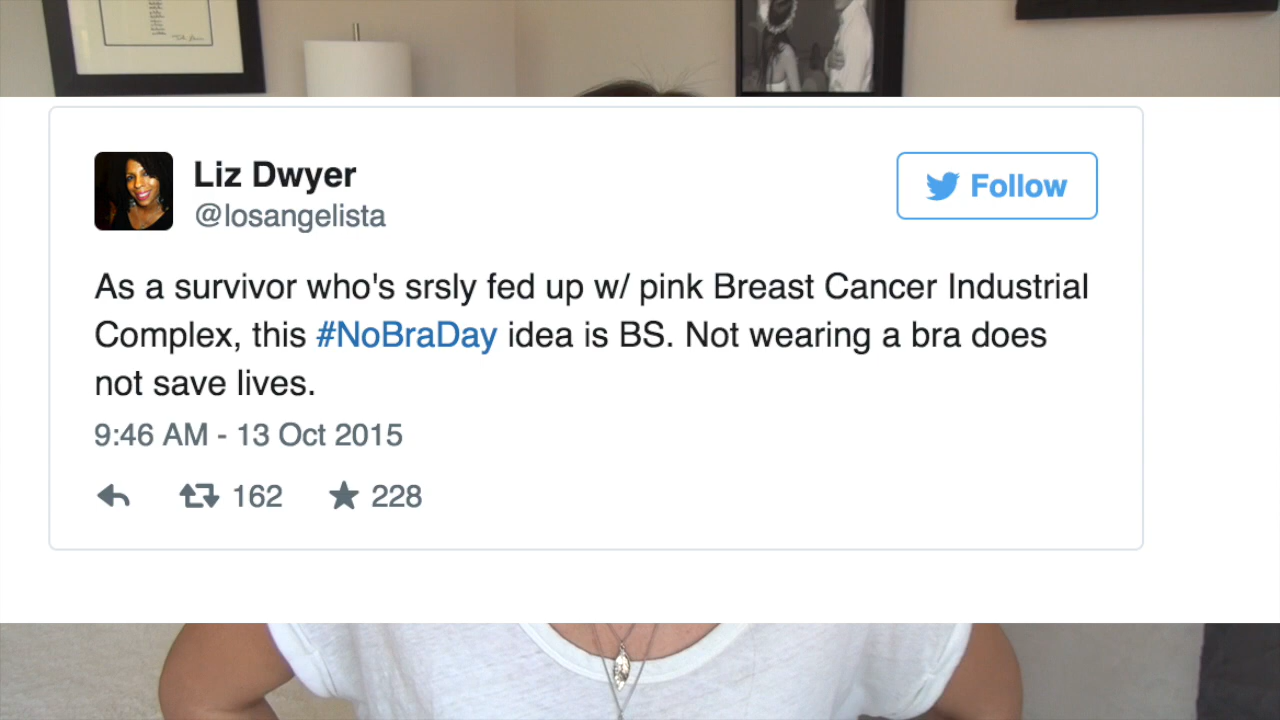 Liz Dwyer
@losangelista
Follow
As a survivor who's srsly fed up w/ pink Breast Cancer Industrial
Complex, this #NoBraDay idea is BS. Not wearing a bra does
not save lives.
9:46 AM - 13 Oct 2015
162 228